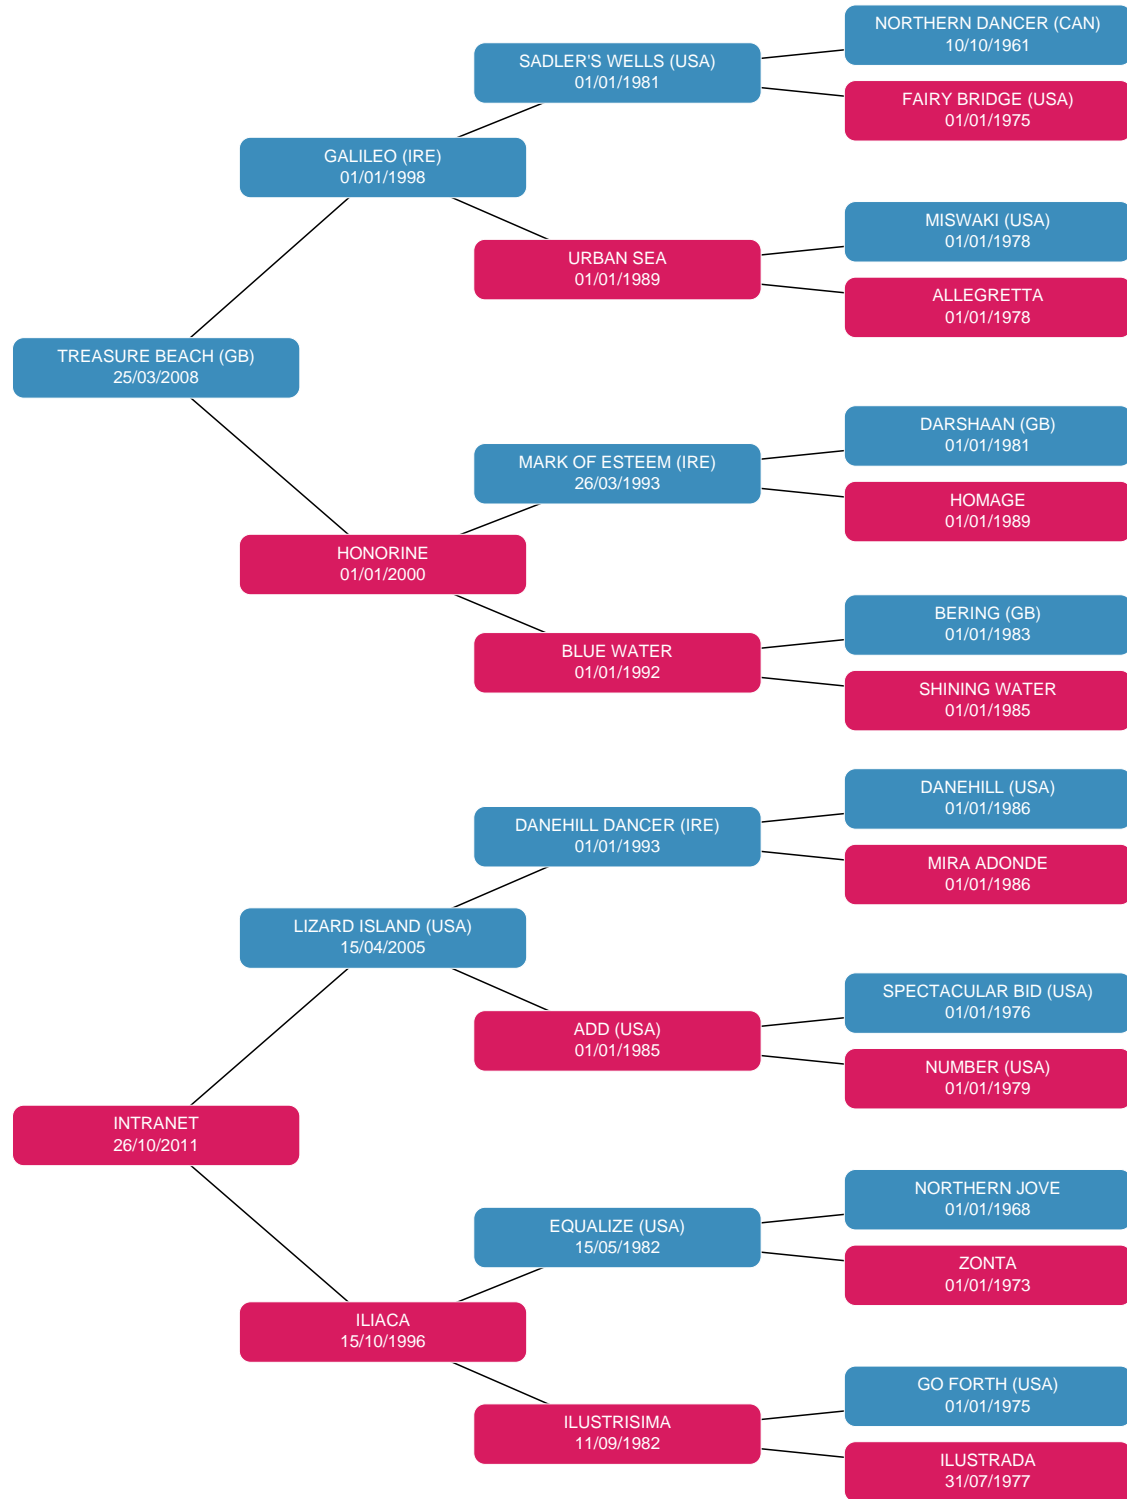 NORTHERN DANCER (CAN)
10/10/1961
SADLER'S WELLS (USA)
01/01/1981
FAIRY BRIDGE (USA)
01/01/1975
GALILEO (IRE)
01/01/1998
MISWAKI (USA)
01/01/1978
URBAN SEA
01/01/1989
ALLEGRETTA
01/01/1978
TREASURE BEACH (GB)
25/03/2008
DARSHAAN (GB)
01/01/1981
MARK OF ESTEEM (IRE)
26/03/1993
HOMAGE
01/01/1989
HONORINE
01/01/2000
BERING (GB)
01/01/1983
BLUE WATER
01/01/1992
SHINING WATER
01/01/1985
DANEHILL (USA)
01/01/1986
DANEHILL DANCER (IRE)
01/01/1993
MIRA ADONDE
01/01/1986
LIZARD ISLAND (USA)
15/04/2005
SPECTACULAR BID (USA)
01/01/1976
ADD (USA)
01/01/1985
NUMBER (USA)
01/01/1979
INTRANET
26/10/2011
NORTHERN JOVE
01/01/1968
EQUALIZE (USA)
15/05/1982
ZONTA
01/01/1973
ILIACA
15/10/1996
GO FORTH (USA)
01/01/1975
ILUSTRISIMA
11/09/1982
ILUSTRADA
31/07/1977